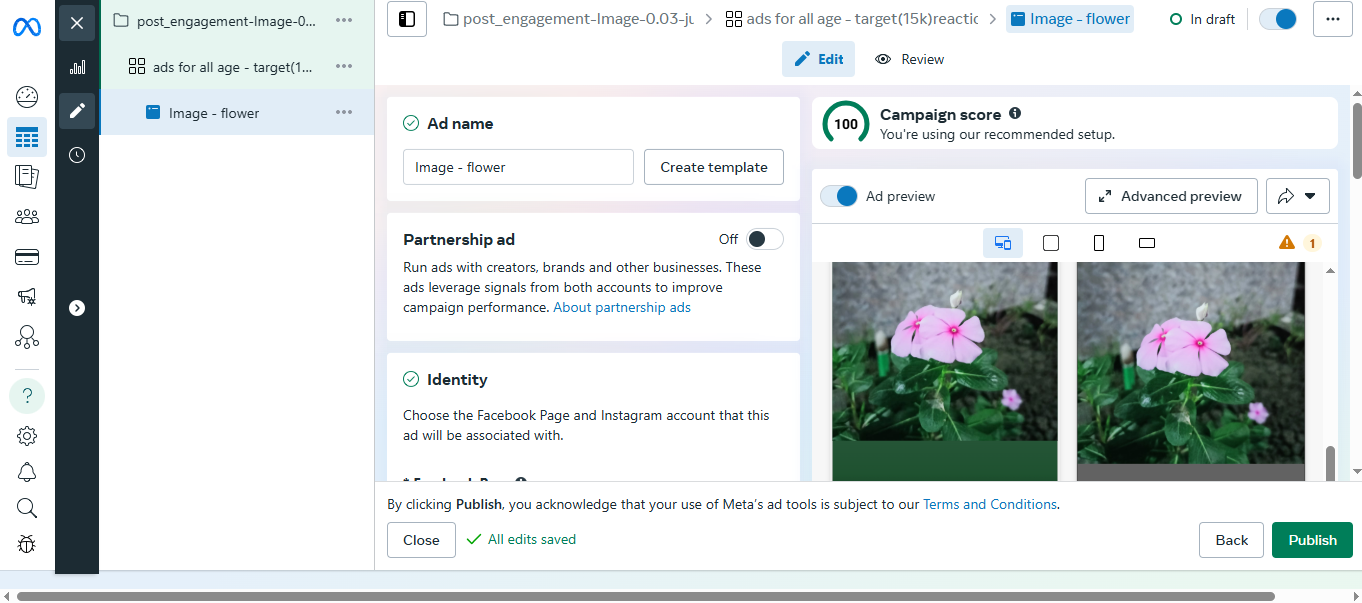 post_engagement-Image-0...
ads for all age - target(1...
Image - flower
post_engagement-Image-0.03-ju
ads for all age - target(15k)reactic
Image - flower
In draft
Edit
Review
Ad name
Image - flower
Create template
Partnership ad
Off
Run ads with creators, brands and other businesses. These
ads leverage signals from both accounts to improve
campaign performance. About partnership ads
Identity
Choose the Facebook Page and Instagram account that this
ad will be associated with.
100
Campaign score
You're using our recommended setup.
Ad preview
Advanced preview
1
By clicking Publish, you acknowledge that your use of Meta's ad tools is subject to our Terms and Conditions.
Close
All edits saved
Back
Publish